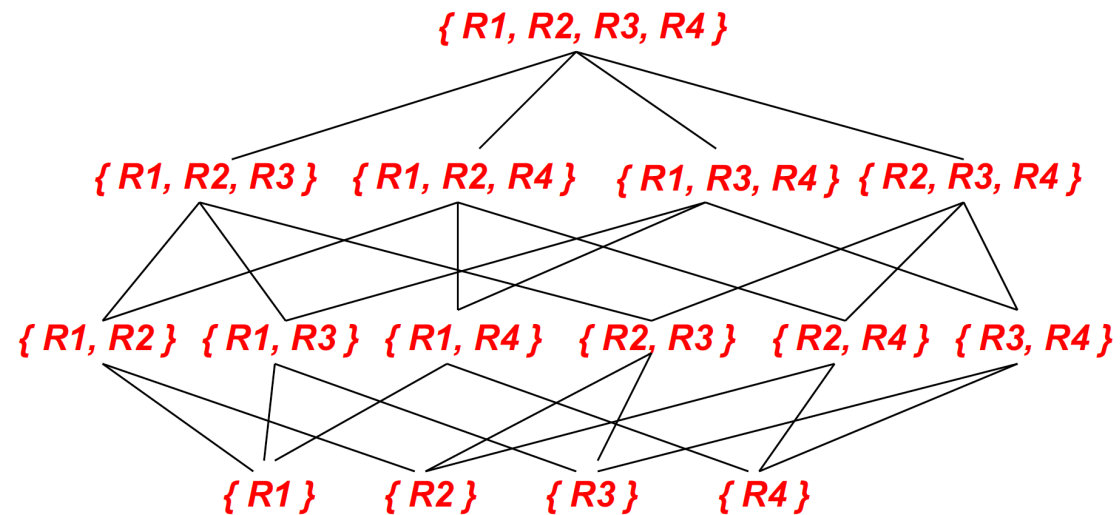 { R1, R2, R3, R4 }
{ R1, R2, R3 } { R1, R2, R4 } { R1, R3, R4 } { R2, R3, R4 }
{ R1, R2 } { R1, R3 } { R1, R4 } { R2, R3 } { R2, R4 } { R3, R4 }
{ R1 } { R2 } { R3 } { R4 }